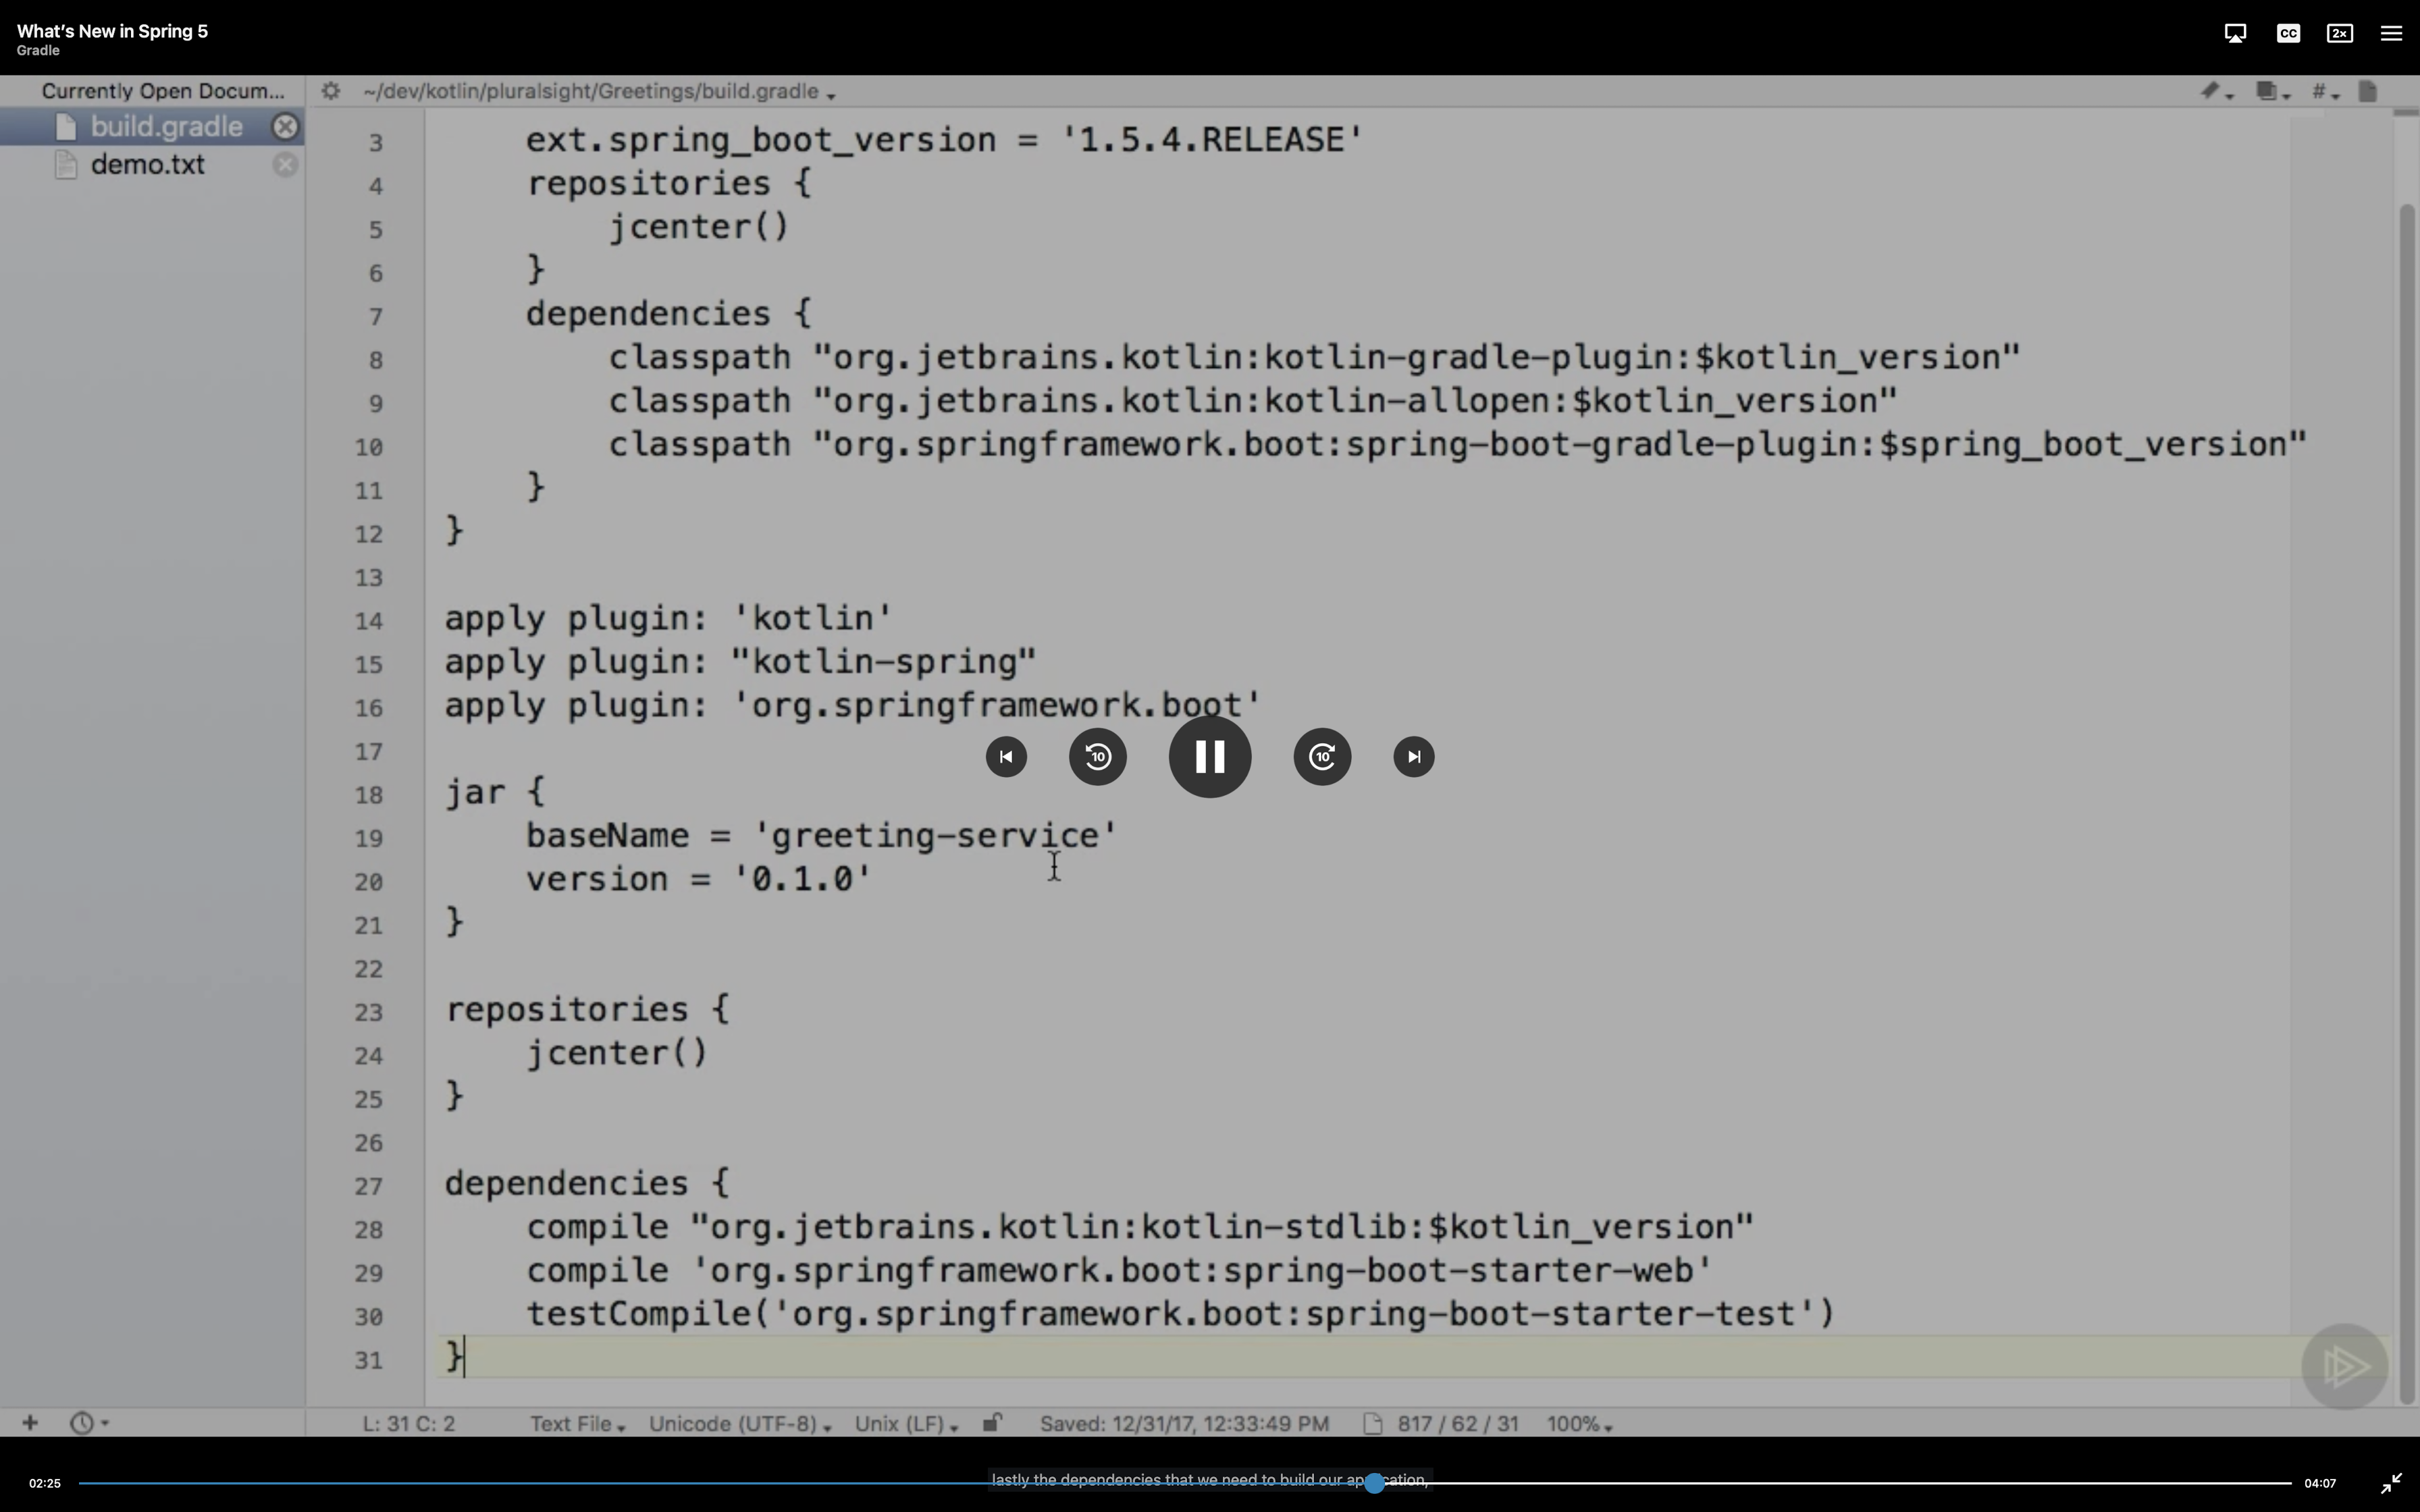 What's New in Spring 5
Gradle
CC
2x
Currently Open Docum...
~/dev/kotlin/pluralsight/Greetings/build.gradle
#
build.gradle
demo.txt
3 ext.spring_boot_version = '1.5.4.RELEASE'
4 repositories {
5 jcenter()
6 }
7 dependencies {
8 classpath "org.jetbrains.kotlin:kotlin-gradle-plugin:$kotlin_version"
9 classpath "org.jetbrains.kotlin:kotlin-allopen:$kotlin_version"
10 classpath "org.springframework.boot:spring-boot-gradle-plugin:$spring_boot_version"
11 }
12 }
13
14 apply plugin: 'kotlin'
15 apply plugin: "kotlin-spring"
16 apply plugin: 'org.springframework.boot'
17
10
10
18 jar {
19 baseName = 'greeting-service'
20 version = '0.1.0'
21 }
22
23 repositories {
24 jcenter()
25 }
26
27 dependencies {
28 compile "org.jetbrains.kotlin:kotlin-stdlib:$kotlin_version"
29 compile 'org.springframework.boot:spring-boot-starter-web'
30 testCompile('org.springframework.boot:spring-boot-starter-test')
31 }
L: 31 C: 2 Text File Unicode (UTF-8) Unix (LF) Saved: 12/31/17, 12:33:49 PM 817 / 62 / 31 100%
lastly the dependencies that we need to build our application,
02:25
04:07